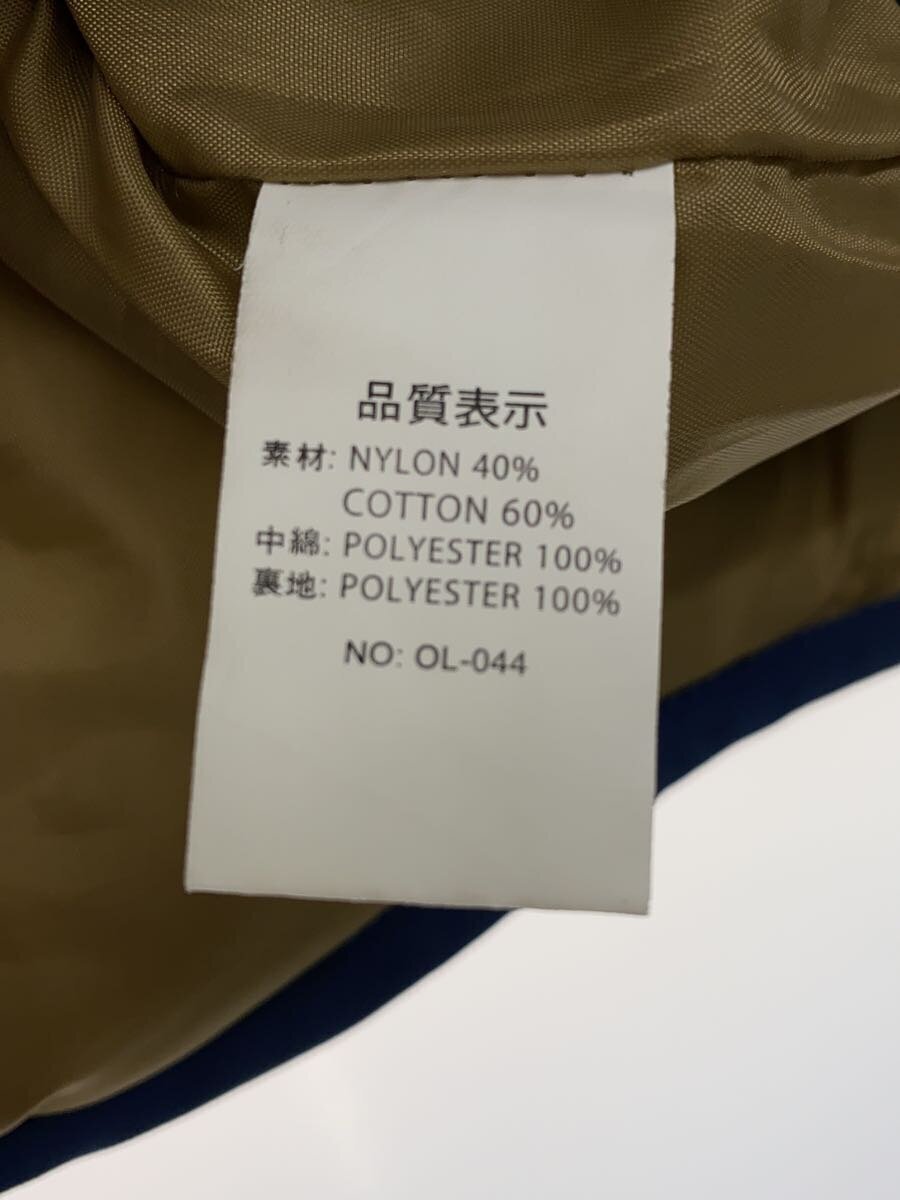 品質表示
素材: NYLON 40%
COTTON 60%
中綿: POLYESTER 100%
裏地: POLYESTER 100%
NO: OL-044